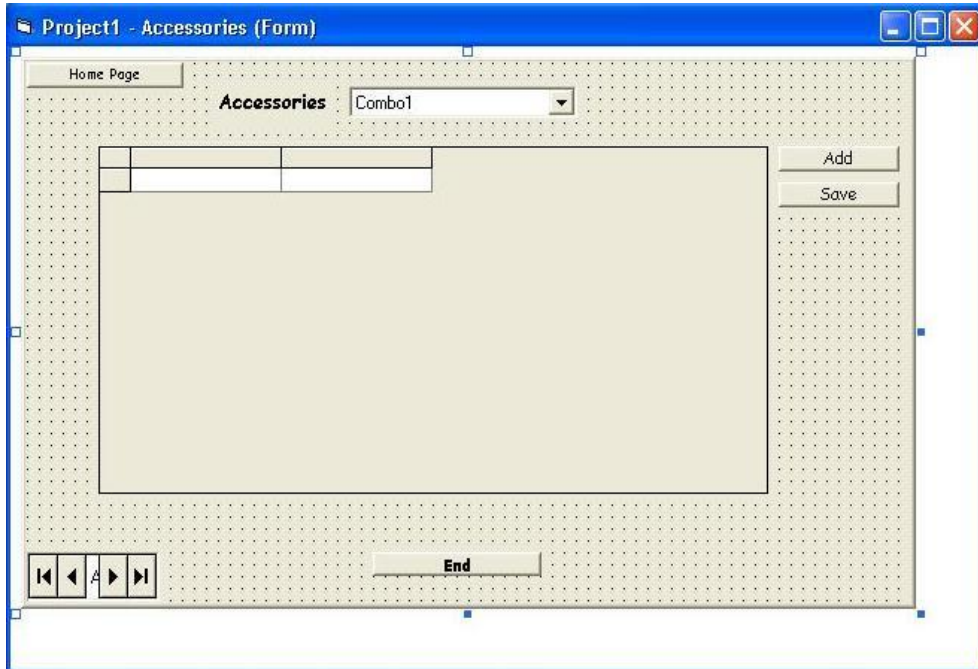 Project1 - Accessories (Form)
Home Page
Accessories Combo1
Add
Save
End
A